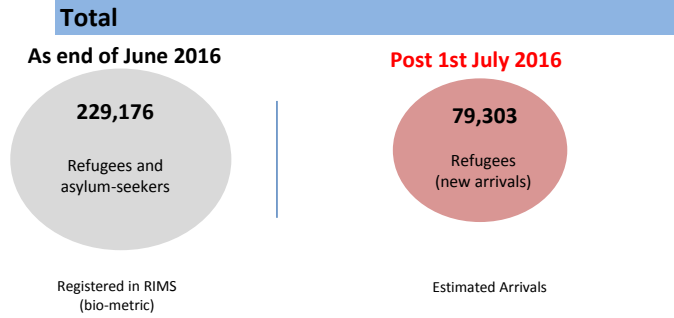 Total
As end of June 2016
229,176
Refugees and
asylum-seekers
Registered in RIMS
(bio-metric)
Post 1st July 2016
79,303
Refugees
(new arrivals)
Estimated Arrivals